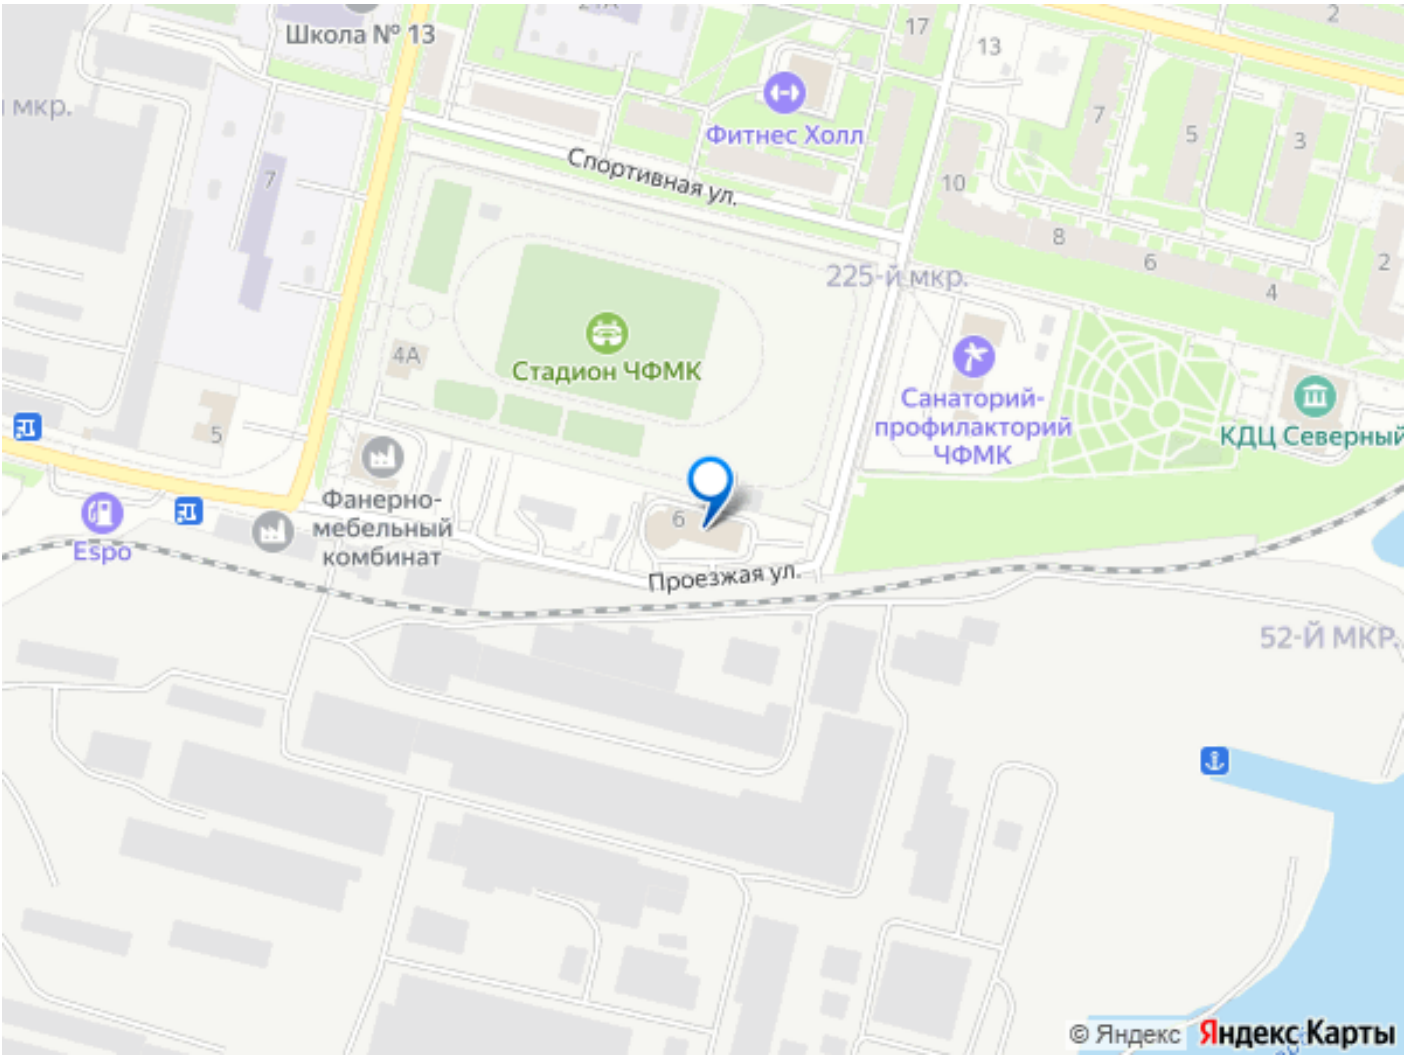 2
21А
17
Школа № 13
13
й мкр.
Фитнес Холл
7
5
3
Спортивная ул.
7
10
8
6
4
2
225-й мкр.
4А
Стадион ЧФМК
Санаторий-
профилакторий
ЧФМК
КДЦ Северный
5
Фанерно-
мебельный
комбинат
6
Espo
Проезжая ул.
52-Й МКР.
© Яндекс Яндекс Карты